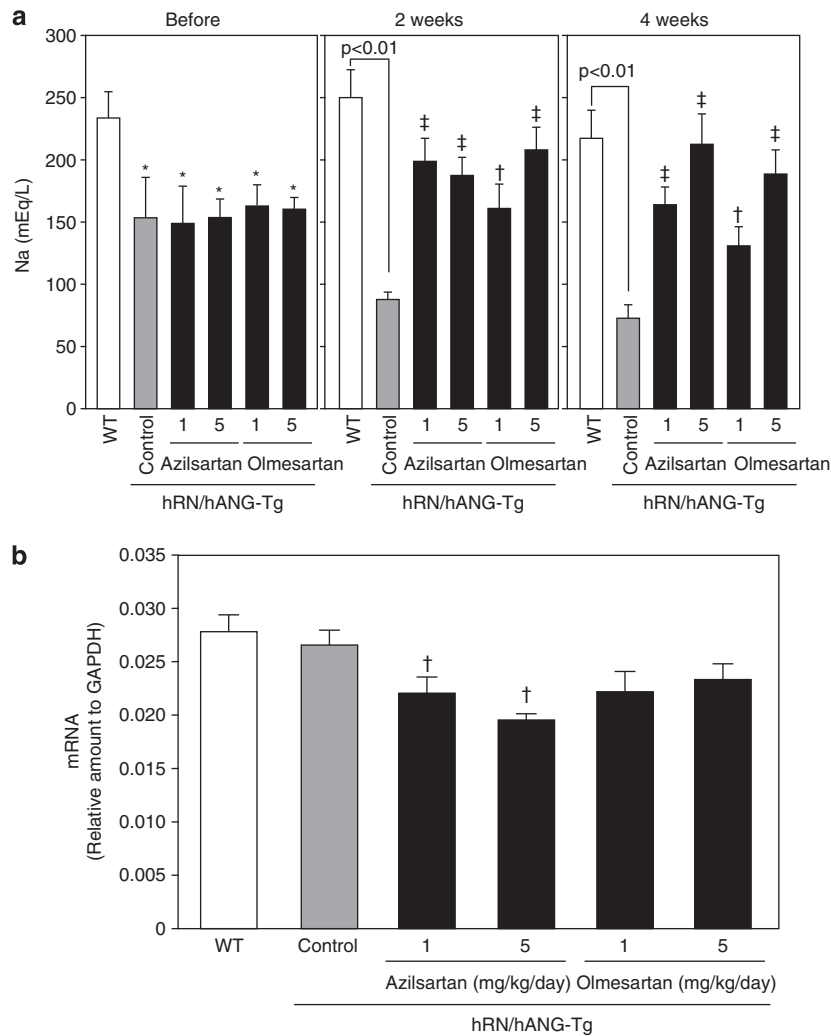 a
Before
2 weeks
4 weeks
Na (mEq/L)
300
250
200
150
100
50
0
* * * * *
p<0.01
‡ ‡ † ‡
p<0.01
‡ ‡ † ‡
WT Control 1 5 1 5
Azilsartan Olmesartan
hRN/hANG-Tg
WT Control 1 5 1 5
Azilsartan Olmesartan
hRN/hANG-Tg
WT Control 1 5 1 5
Azilsartan Olmesartan
hRN/hANG-Tg
b
mRNA
(Relative amount to GAPDH)
0.035
0.030
0.025
0.020
0.015
0.010
0.005
0
† †
WT Control 1 5 1 5
Azilsartan (mg/kg/day) Olmesartan (mg/kg/day)
hRN/hANG-Tg